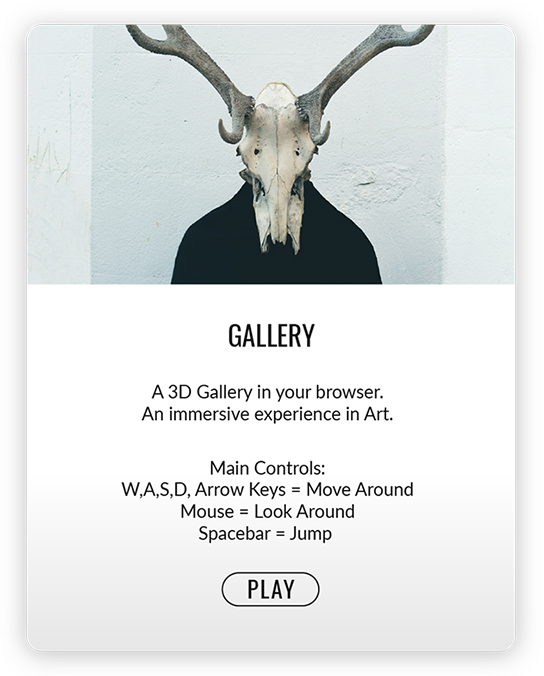 GALLERY
A 3D Gallery in your browser.
An immersive experience in Art.
Main Controls:
W,A,S,D, Arrow Keys = Move Around
Mouse = Look Around
Spacebar = Jump
PLAY